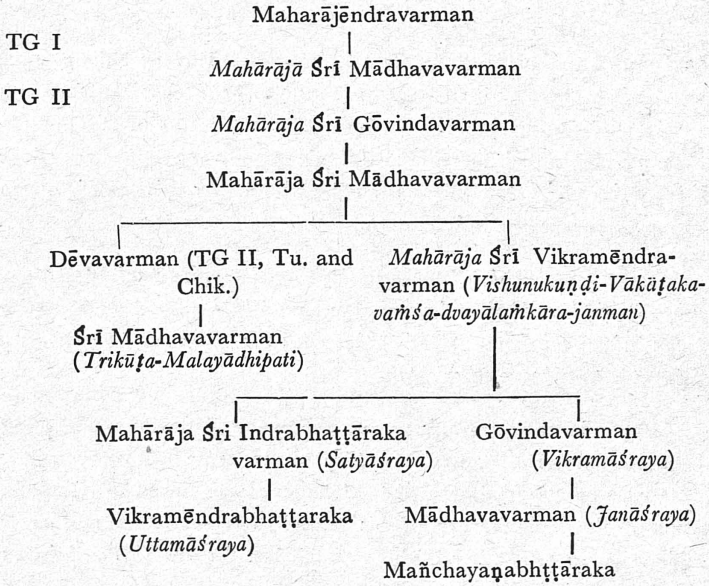 Maharājēndravarman
TG I
Mahārājā Śrī Mādhavavarman
TG II
Mahārāja Śrī Gōvindavarman
Mahārāja Śri Mādhavavarman
Dēvavarman (TG II, Tu. and
Chik.)
Mahārāja Śrī Vikramēndra-
varman (Vishunukuṇḍi-Vākūṭaka-
vaṁśa-dvayālaṁkāra-janman)
Śrī Mādhavavarman
(Trikūṭa-Malayādhipati)
Mahārāja Śri Indrabhaṭṭāraka
varman (Satyāśraya)
Gōvindavarman
(Vikramāśraya)
Vikramēndrabhaṭṭaraka
(Uttamāśraya)
Mādhavavarman (Janāśraya)
Mañchayaṇabhṭṭāraka